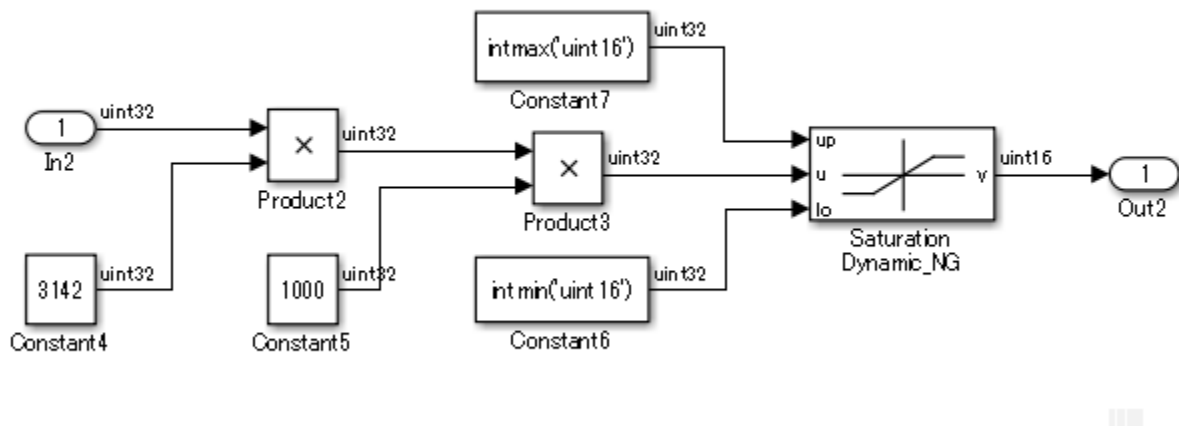 intmax('uint16')
uint32
Constant7
1
uint32
In2
×
uint32
Product2
×
uint32
Product3
up
u
lo
v
uint16
Saturation
Dynamic_NG
1
Out2
3142
uint32
Constant4
1000
uint32
Constant5
intmin('uint16')
uint32
Constant6